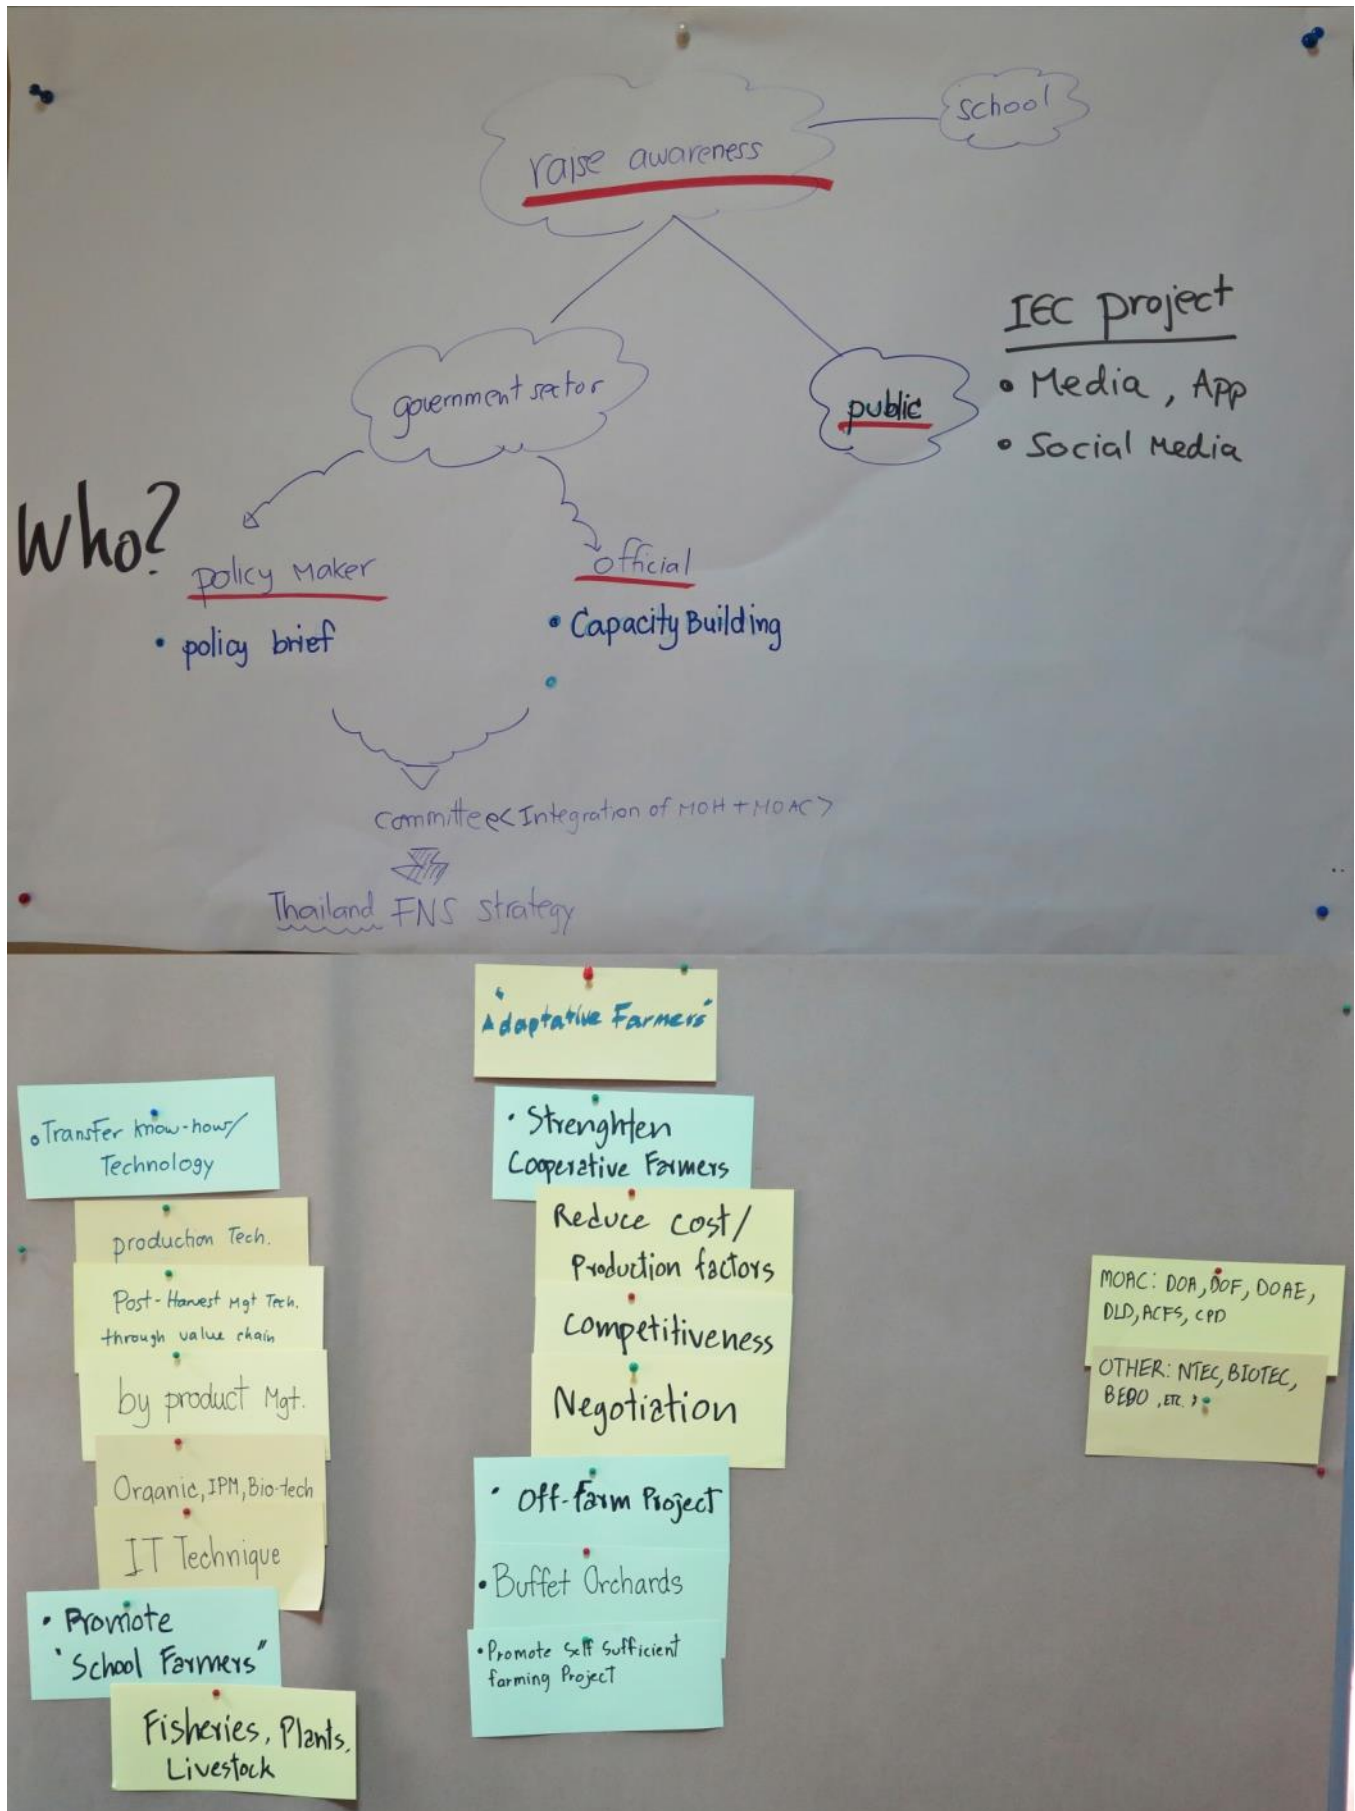 school
raise awareness
IEC project
• Media, App
• Social Media
government sector
public
Who?
policy Maker
• policy brief
official
• Capacity Building
•
Committee <Integration of MOH + MOAC>
Thailand FNS strategy
"Adaptative Farmers"
• Transfer know-how/
Technology
production Tech.
Post-Harvest Mgt Tech.
through value chain
by product Mgt.
Organic, IPM, Bio-tech
IT Technique
• Promote
"School Farmers"
Fisheries, Plants,
Livestock
• Strenghten
Cooperative Farmers
Reduce cost/
Production factors
Competitiveness
Negotiation
• Off-farm Project
• Buffet Orchards
• Promote Self Sufficient
farming Project
MOAC: DOA, DOF, DOAE,
DLD, ACFS, CPD
OTHER: NTEC, BIOTEC,
BEDO, ETC.